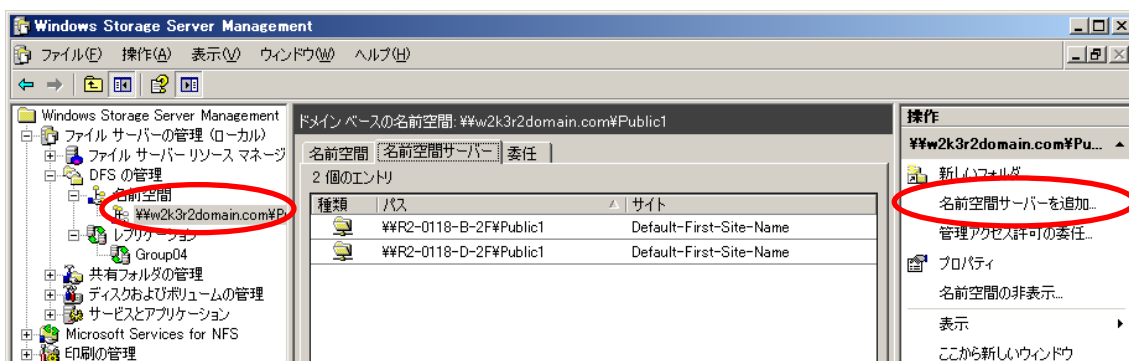 Windows Storage Server Management
ファイル(F) 操作(A) 表示(V) ウィンドウ(W) ヘルプ(H)
Windows Storage Server Management
ファイル サーバーの管理 (ローカル)
ファイル サーバー リソース マネージ
DFS の管理
名前空間
¥¥w2k3r2domain.com¥Pu
レプリケーション
Group04
共有フォルダの管理
ディスクおよびボリュームの管理
サービスとアプリケーション
Microsoft Services for NFS
印刷の管理
ドメイン ベースの名前空間: ¥¥w2k3r2domain.com¥Public1
名前空間 名前空間サーバー 委任
2 個のエントリ
種類 パス サイト
¥¥R2-0118-B-2F¥Public1 Default-First-Site-Name
¥¥R2-0118-D-2F¥Public1 Default-First-Site-Name
操作
¥¥w2k3r2domain.com¥Pu...
新しいフォルダ
名前空間サーバーを追加...
管理アクセス許可の委任...
プロパティ
名前空間の非表示...
表示
ここから新しいウィンドウ